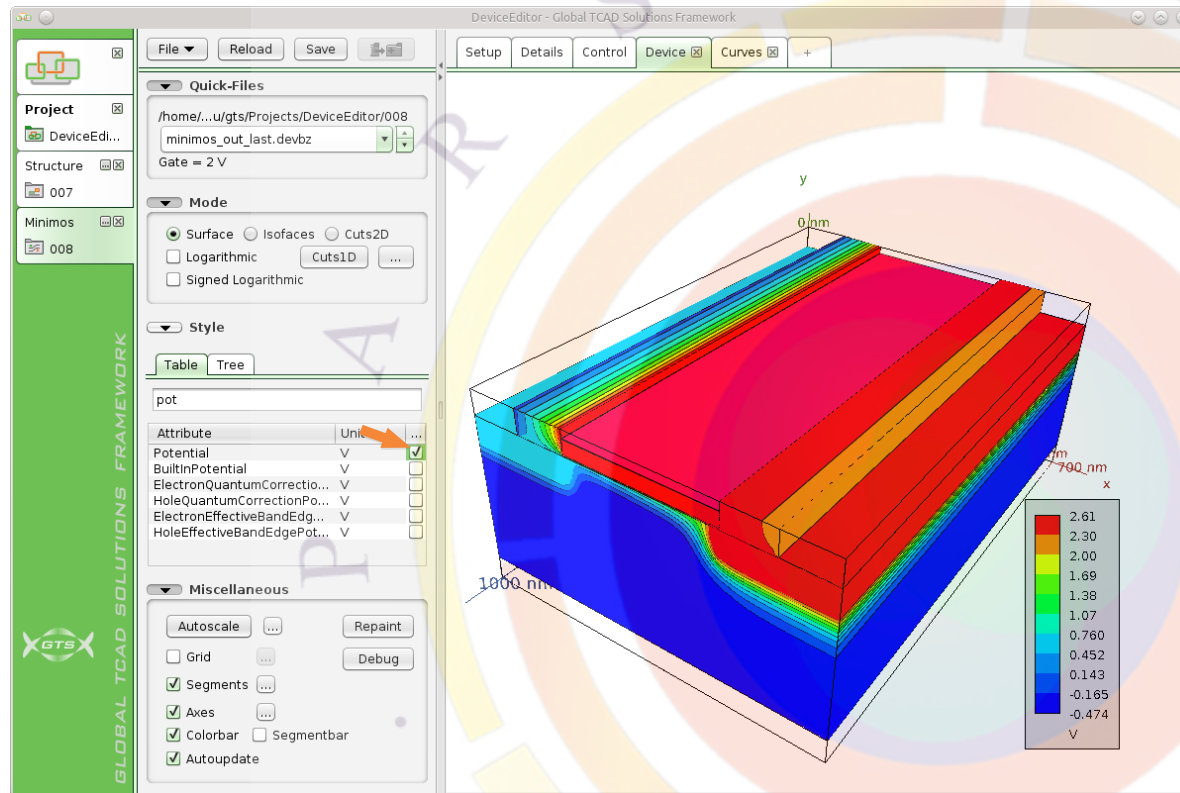 DeviceEditor - Global TCAD Solutions Framework
Project
DeviceEdi...
Structure
007
Minimos
008
GTS
GLOBAL TCAD SOLUTIONS FRAMEWORK
File Reload Save
Quick-Files
/home/...u/gts/Projects/DeviceEditor/008
minimos_out_last.devbz
Gate = 2 V
Mode
Surface Isofaces Cuts2D
Logarithmic Cuts1D ...
Signed Logarithmic
Style
Table Tree
pot
Attribute Unit ...
Potential V
BuiltInPotential V
ElectronQuantumCorrectio... V
HoleQuantumCorrectionPo... V
ElectronEffectiveBandEdg... V
HoleEffectiveBandEdgePot... V
Miscellaneous
Autoscale ... Repaint
Grid ... Debug
Segments ...
Axes ...
Colorbar Segmentbar
Autoupdate
Setup Details Control Device Curves +
y
0 nm
700 nm
x
1000 nm
2.61
2.30
2.00
1.69
1.38
1.07
0.760
0.452
0.143
-0.165
-0.474
V